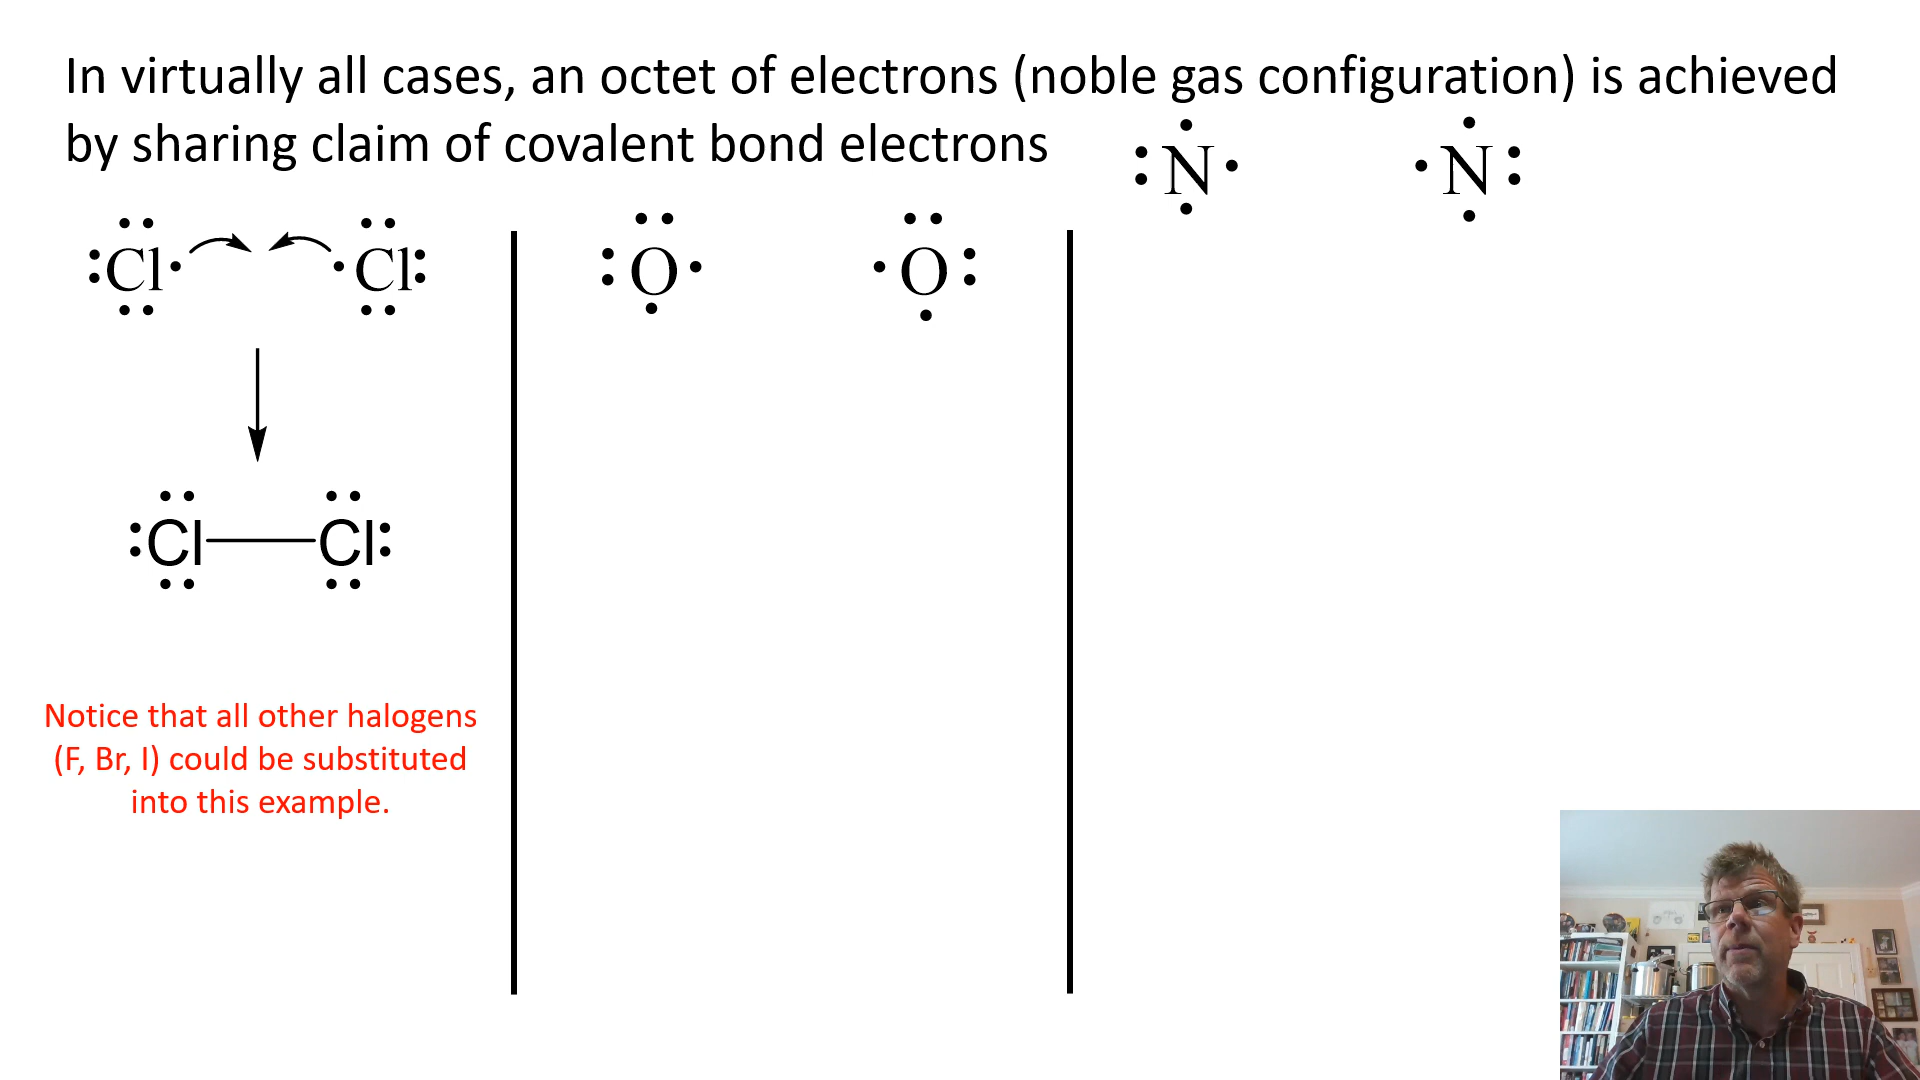 In virtually all cases, an octet of electrons (noble gas configuration) is achieved
by sharing claim of covalent bond electrons
:N· ·N:
:Cl· ·Cl: :O· ·O:
:Cl—Cl:
Notice that all other halogens
(F, Br, I) could be substituted
into this example.